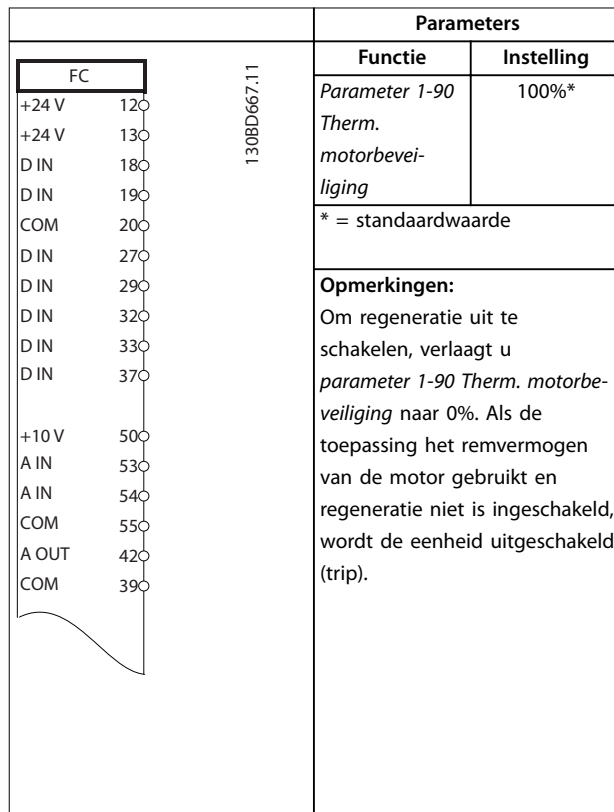 Parameters
Functie Instelling
Parameter 1-90
Therm.
motorbevei-
liging
100%*
* = standaardwaarde
Opmerkingen:
Om regeneratie uit te
schakelen, verlaagt u
parameter 1-90 Therm. motorbe-
veiliging naar 0%. Als de
toepassing het remvermogen
van de motor gebruikt en
regeneratie niet is ingeschakeld,
wordt de eenheid uitgeschakeld
(trip).
FC
+24 V 12
+24 V 13
D IN 18
D IN 19
COM 20
D IN 27
D IN 29
D IN 32
D IN 33
D IN 37
+10 V 50
A IN 53
A IN 54
COM 55
A OUT 42
COM 39
130BD667.11